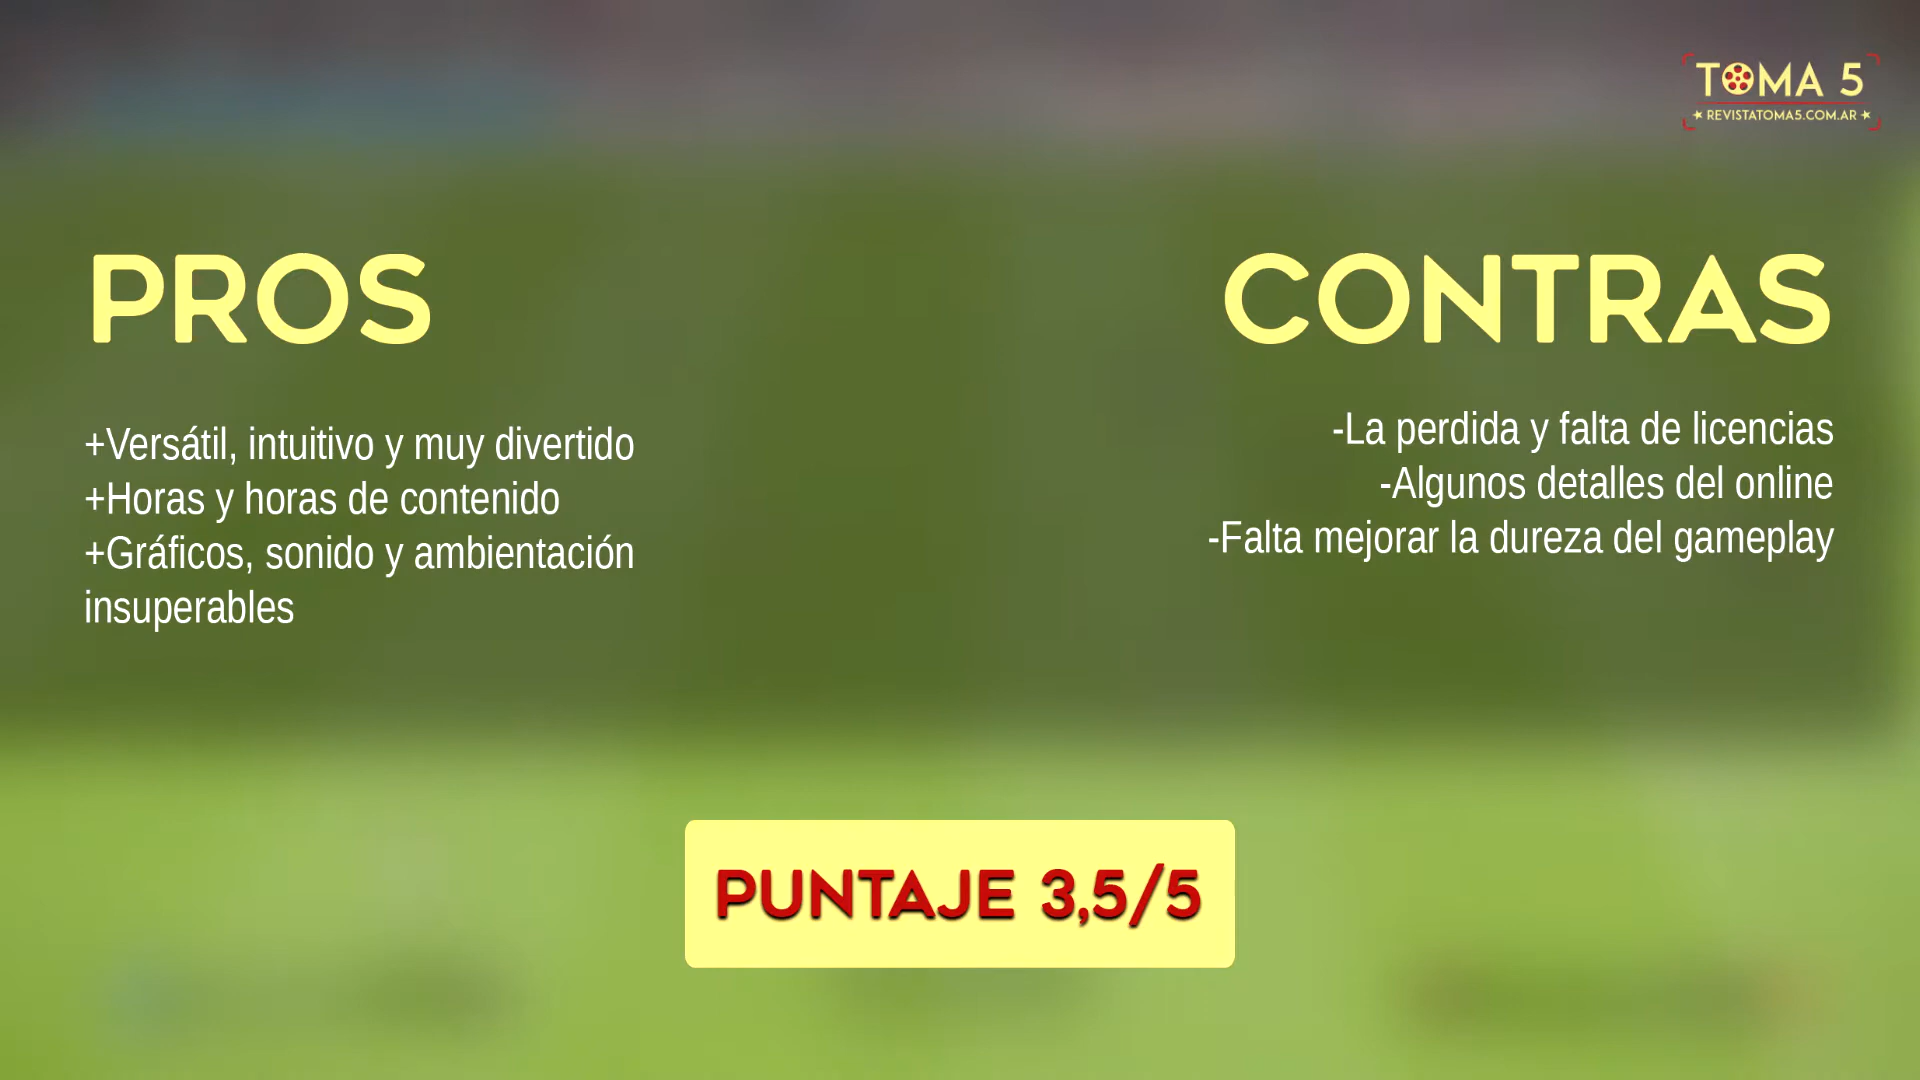 TOMA 5
★ REVISTATOMA5.COM.AR ★
PROS
+Versátil, intuitivo y muy divertido
+Horas y horas de contenido
+Gráficos, sonido y ambientación
insuperables
CONTRAS
-La perdida y falta de licencias
-Algunos detalles del online
-Falta mejorar la dureza del gameplay
PUNTAJE 3,5/5